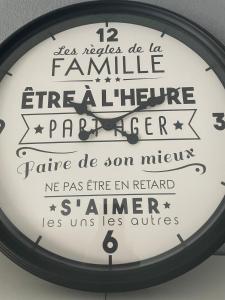 12
Les règles de la
FAMILLE
ÊTRE À L'HEURE
PARTAGER
3
Faire de son mieux
NE PAS ÊTRE EN RETARD
S'AIMER
les uns les autres
6